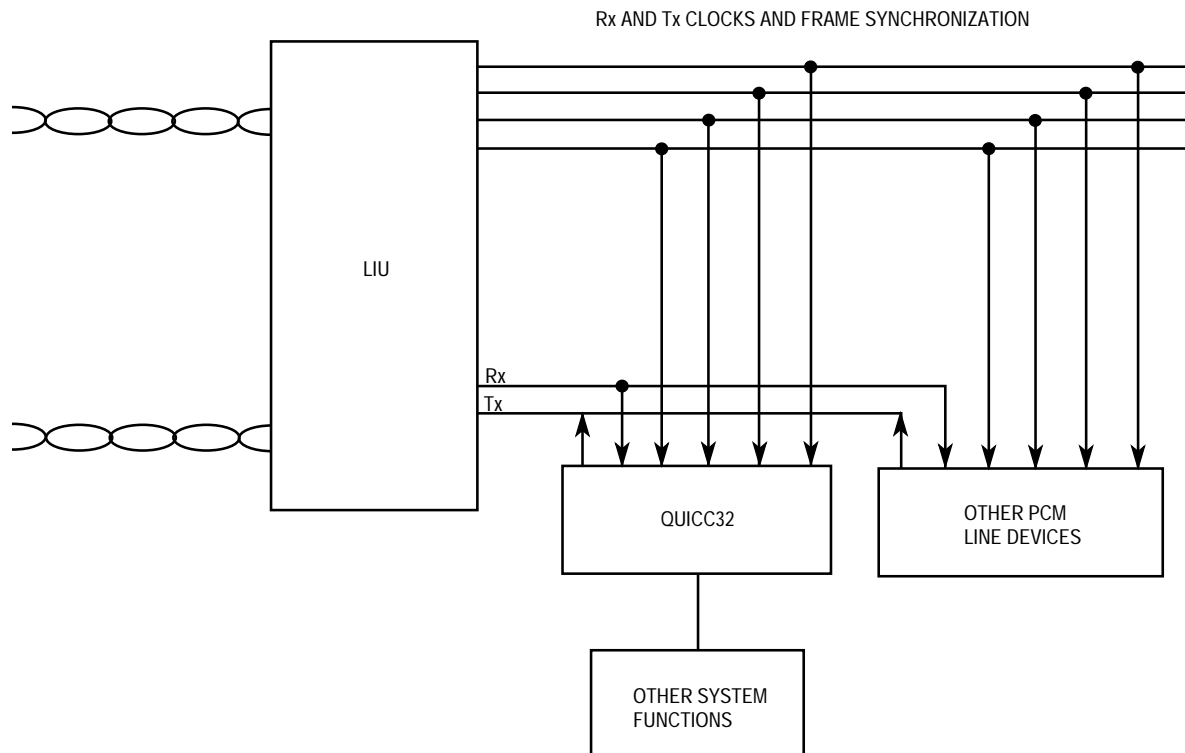 Rx AND Tx CLOCKS AND FRAME SYNCHRONIZATION
LIU
Rx
Tx
QUICC32
OTHER PCM
LINE DEVICES
OTHER SYSTEM
FUNCTIONS